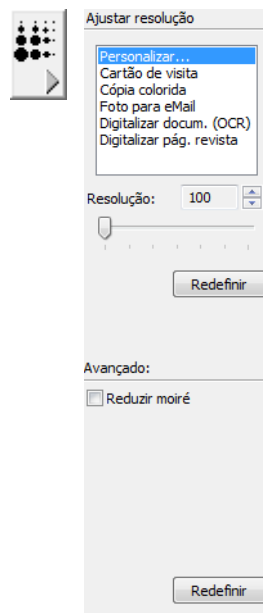 Ajustar resolução
Personalizar...
Cartão de visita
Cópia colorida
Foto para eMail
Digitalizar docum. (OCR)
Digitalizar pág. revista
Resolução: 100
Redefinir
Avançado:
Reduzir moiré
Redefinir